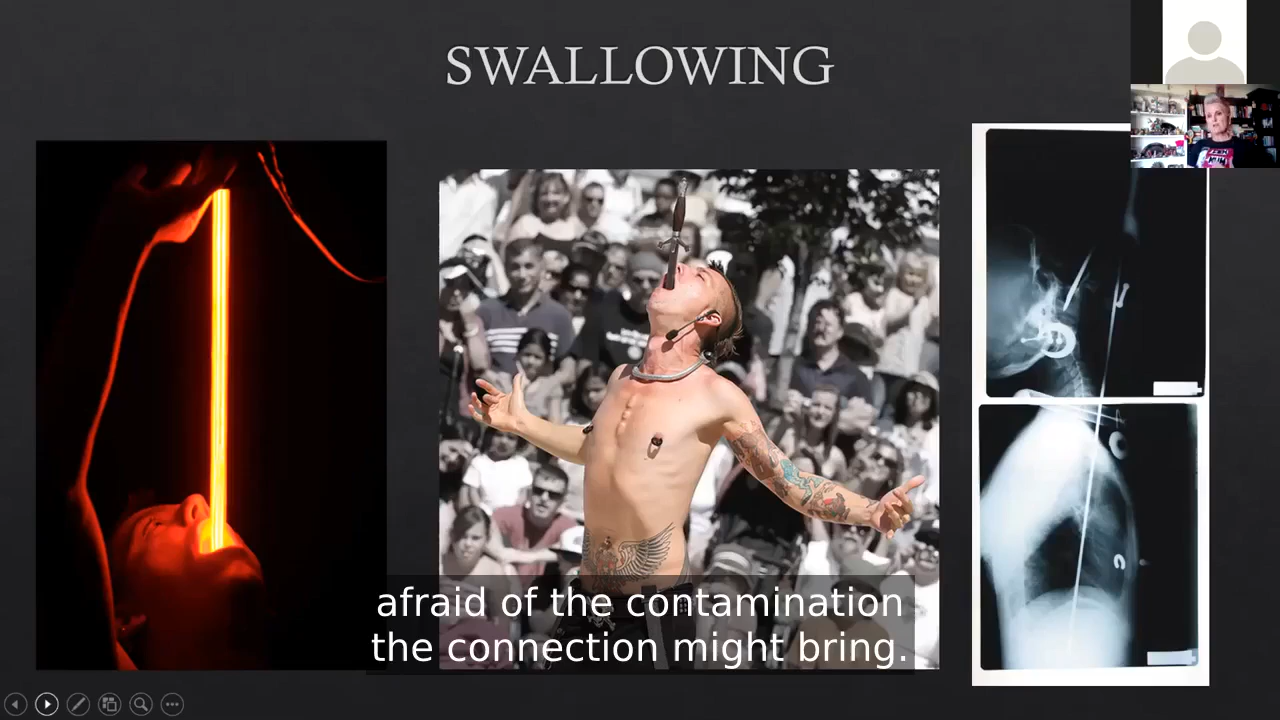 SWALLOWING
afraid of the contamination
the connection might bring.